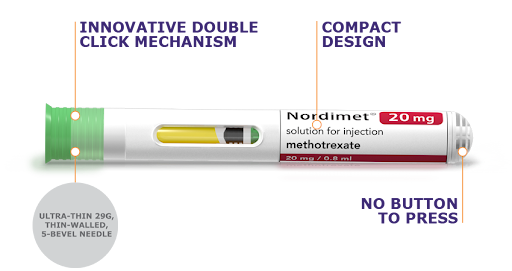 INNOVATIVE DOUBLE
CLICK MECHANISM
COMPACT
DESIGN
Nordimet® 20 mg
solution for injection
methotrexate
20 mg / 0.8 ml
ULTRA-THIN 29G,
THIN-WALLED,
5-BEVEL NEEDLE
NO BUTTON
TO PRESS